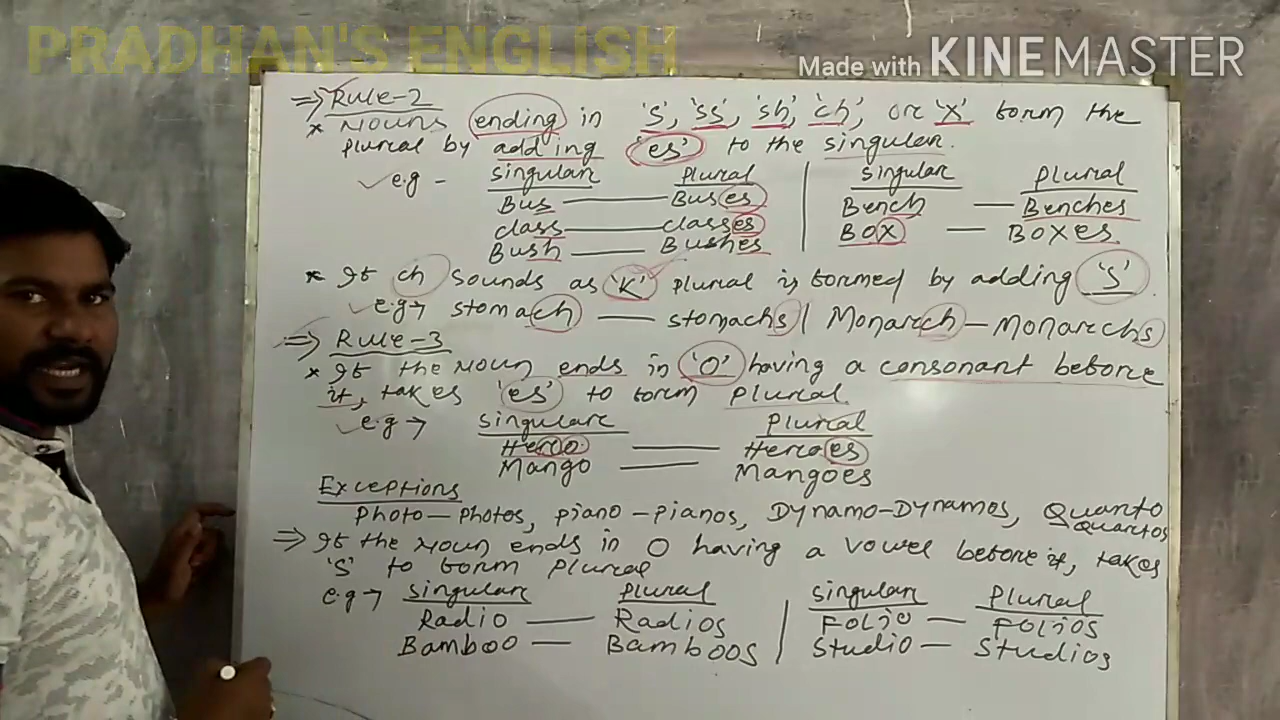 PRADHAN'S ENGLISH
Made with KINEMASTER
⇒ Rule-2
* Nouns ending in 's', 'ss', 'sh', 'ch', or 'x' form the
plural by adding 'es' to the singular.
✓ e.g - singular plural | singular plural
Bus — Buses | Bench — Benches
class — classes | Box — Boxes
Bush — Bushes
* If ch sounds as 'K' plural is formed by adding 's'
✓ e.g → stomach — stomachs | Monarch — Monarchs
⇒ Rule-3
* If the noun ends in 'O' having a consonant before
it, takes 'es' to form plural.
✓ e.g → singular plural
Hero — Heroes
Mango — Mangoes
Exceptions
Photo - Photos, piano - pianos, Dynamo - Dynamos, Quanto
Quantos
⇒ If the noun ends in O having a vowel before it, takes
's' to form plural
e.g → singular plural | singular plural
Radio — Radios | Folio — Folios
Bamboo — Bamboos | Studio — Studios